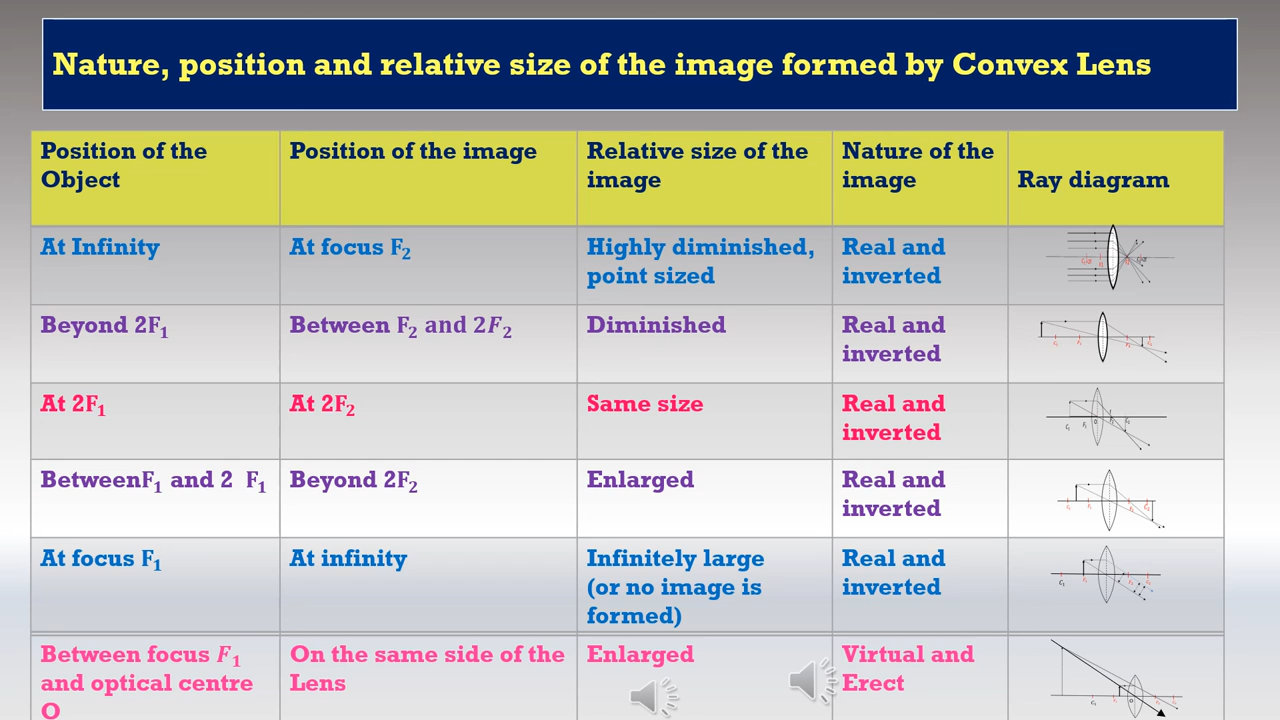 Nature, position and relative size of the image formed by Convex Lens
Position of the
Object
Position of the image
Relative size of the
image
Nature of the
image
Ray diagram
At Infinity
At focus F₂
Highly diminished,
point sized
Real and
inverted
Beyond 2F₁
Between F₂ and 2F₂
Diminished
Real and
inverted
At 2F₁
At 2F₂
Same size
Real and
inverted
BetweenF₁ and 2 F₁
Beyond 2F₂
Enlarged
Real and
inverted
At focus F₁
At infinity
Infinitely large
(or no image is
formed)
Real and
inverted
Between focus F₁
and optical centre
O
On the same side of the
Lens
Enlarged
Virtual and
Erect